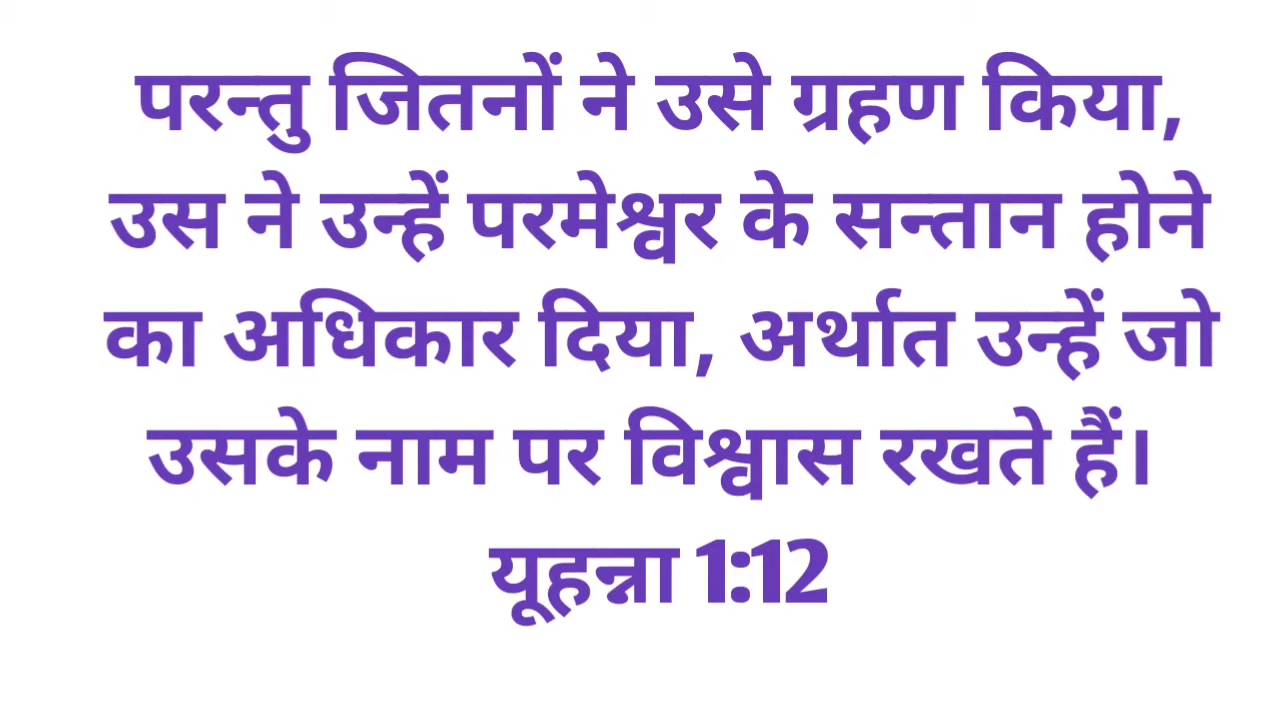 परन्तु जितनों ने उसे ग्रहण किया,
उस ने उन्हें परमेश्वर के सन्तान होने
का अधिकार दिया, अर्थात उन्हें जो
उसके नाम पर विश्वास रखते हैं।
यूहन्ना 1:12